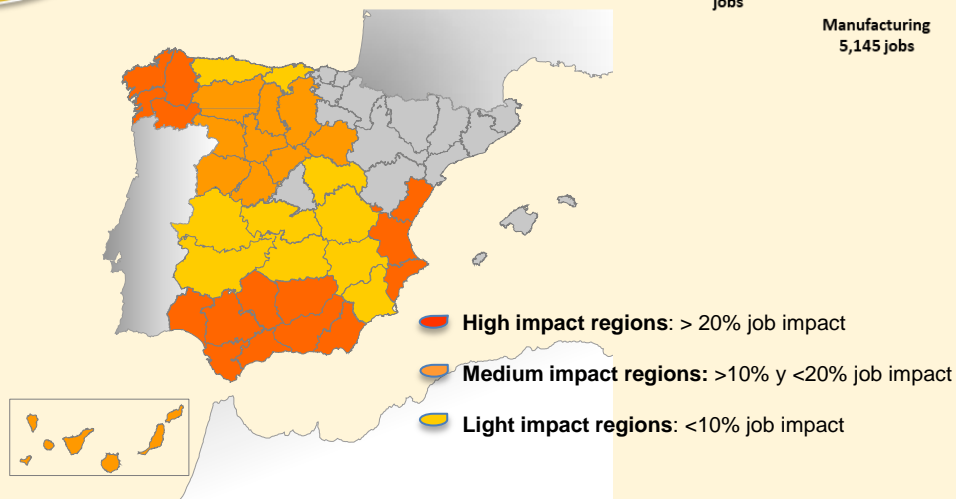 jobs
Manufacturing
5,145 jobs
High impact regions: > 20% job impact
Medium impact regions: >10% y <20% job impact
Light impact regions: <10% job impact